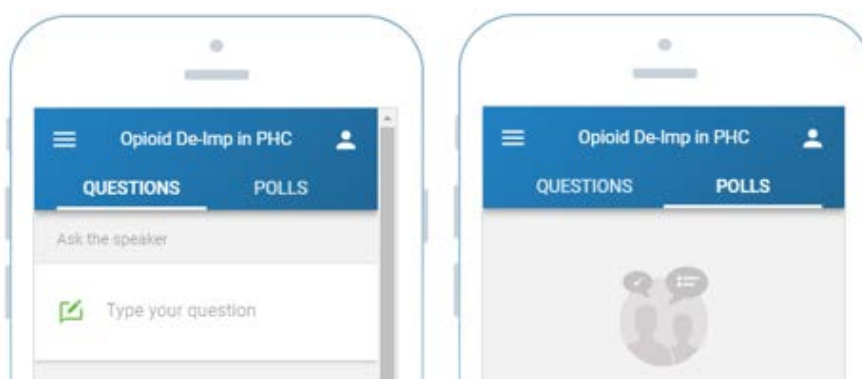 Opioid De-Imp in PHC
QUESTIONS POLLS
Ask the speaker
Type your question
Opioid De-Imp in PHC
QUESTIONS POLLS